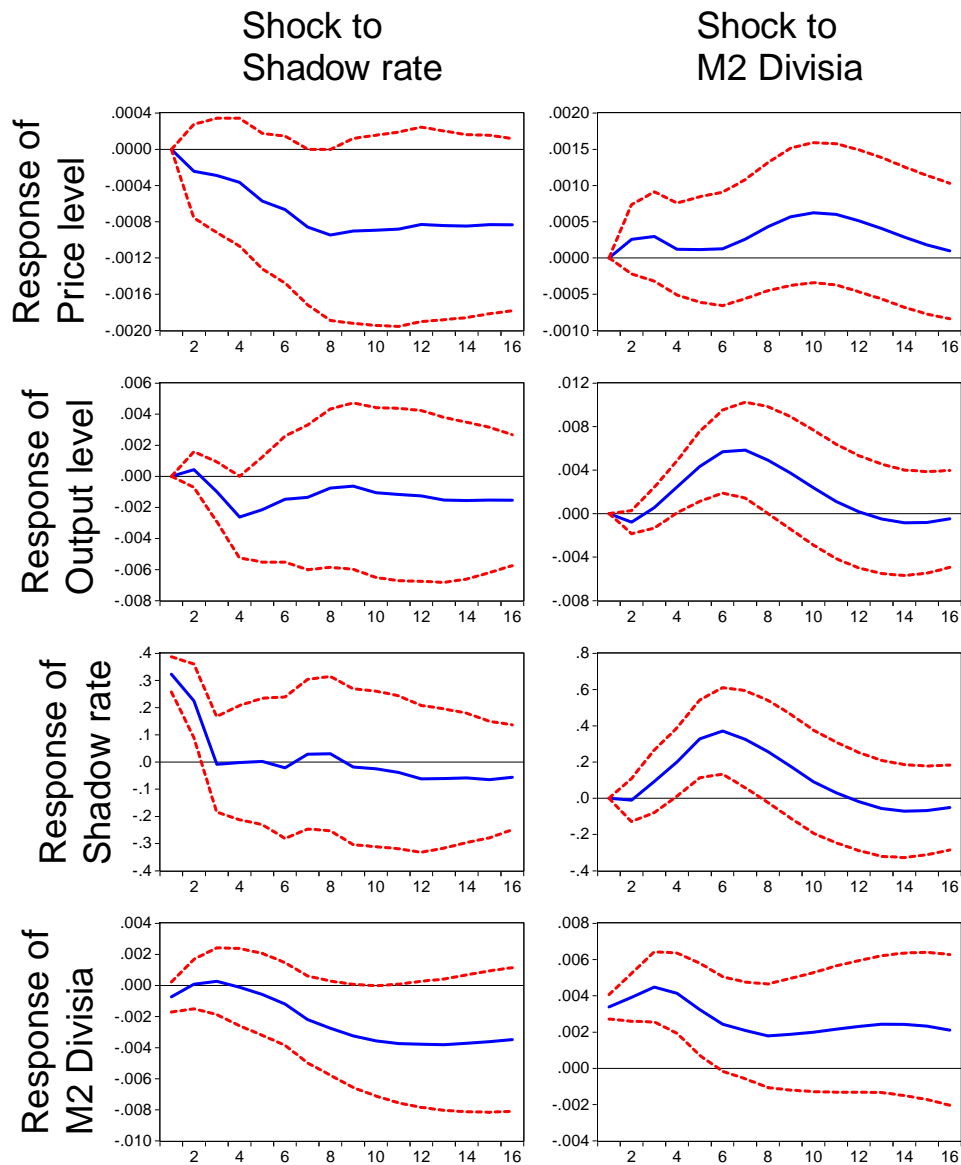 Shock to
Shadow rate
Shock to
M2 Divisia
Response of
Price level
.0004
.0000
-.0004
-.0008
-.0012
-.0016
-.0020
2 4 6 8 10 12 14 16
.0020
.0015
.0010
.0005
.0000
-.0005
-.0010
2 4 6 8 10 12 14 16
Response of
Output level
.006
.004
.002
.000
-.002
-.004
-.006
-.008
2 4 6 8 10 12 14 16
.012
.008
.004
.000
-.004
-.008
2 4 6 8 10 12 14 16
Response of
Shadow rate
.4
.3
.2
.1
.0
-.1
-.2
-.3
-.4
2 4 6 8 10 12 14 16
.8
.6
.4
.2
.0
-.2
-.4
2 4 6 8 10 12 14 16
Response of
M2 Divisia
.004
.002
.000
-.002
-.004
-.006
-.008
-.010
2 4 6 8 10 12 14 16
.008
.006
.004
.002
.000
-.002
-.004
2 4 6 8 10 12 14 16